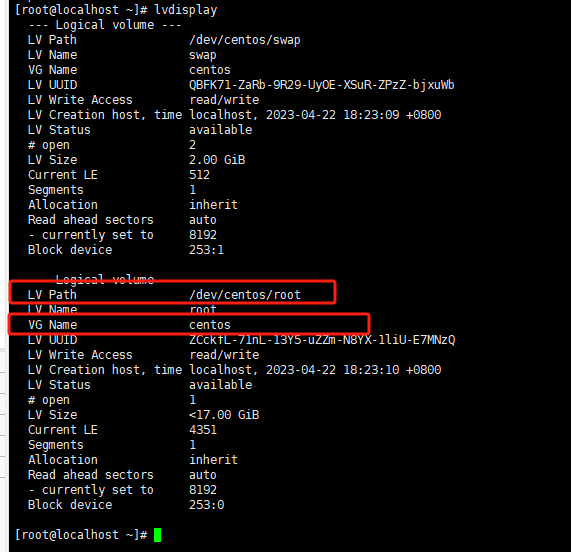 [root@localhost ~]# lvdisplay
--- Logical volume ---
LV Path                /dev/centos/swap
LV Name                swap
VG Name                centos
LV UUID                QBFK71-ZaRb-9R29-UyOE-XSuR-ZPzZ-bjxuWb
LV Write Access        read/write
LV Creation host, time localhost, 2023-04-22 18:23:09 +0800
LV Status              available
# open                 2
LV Size                2.00 GiB
Current LE             512
Segments               1
Allocation             inherit
Read ahead sectors     auto
- currently set to     8192
Block device           253:1
Logical volume
LV Path                /dev/centos/root
LV Name                root
VG Name                centos
LV UUID                ZCckfL-71nL-13Y5-uZZm-N8YX-1liU-E7MNzQ
LV Write Access        read/write
LV Creation host, time localhost, 2023-04-22 18:23:10 +0800
LV Status              available
# open                 1
LV Size                <17.00 GiB
Current LE             4351
Segments               1
Allocation             inherit
Read ahead sectors     auto
- currently set to     8192
Block device           253:0
[root@localhost ~]#